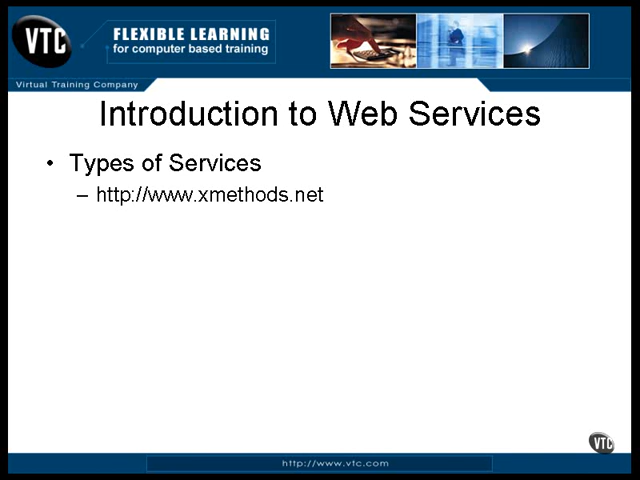 VTC
FLEXIBLE LEARNING
for computer based training
Virtual Training Company
Introduction to Web Services
• Types of Services
– http://www.xmethods.net
VTC
http://www.vtc.com